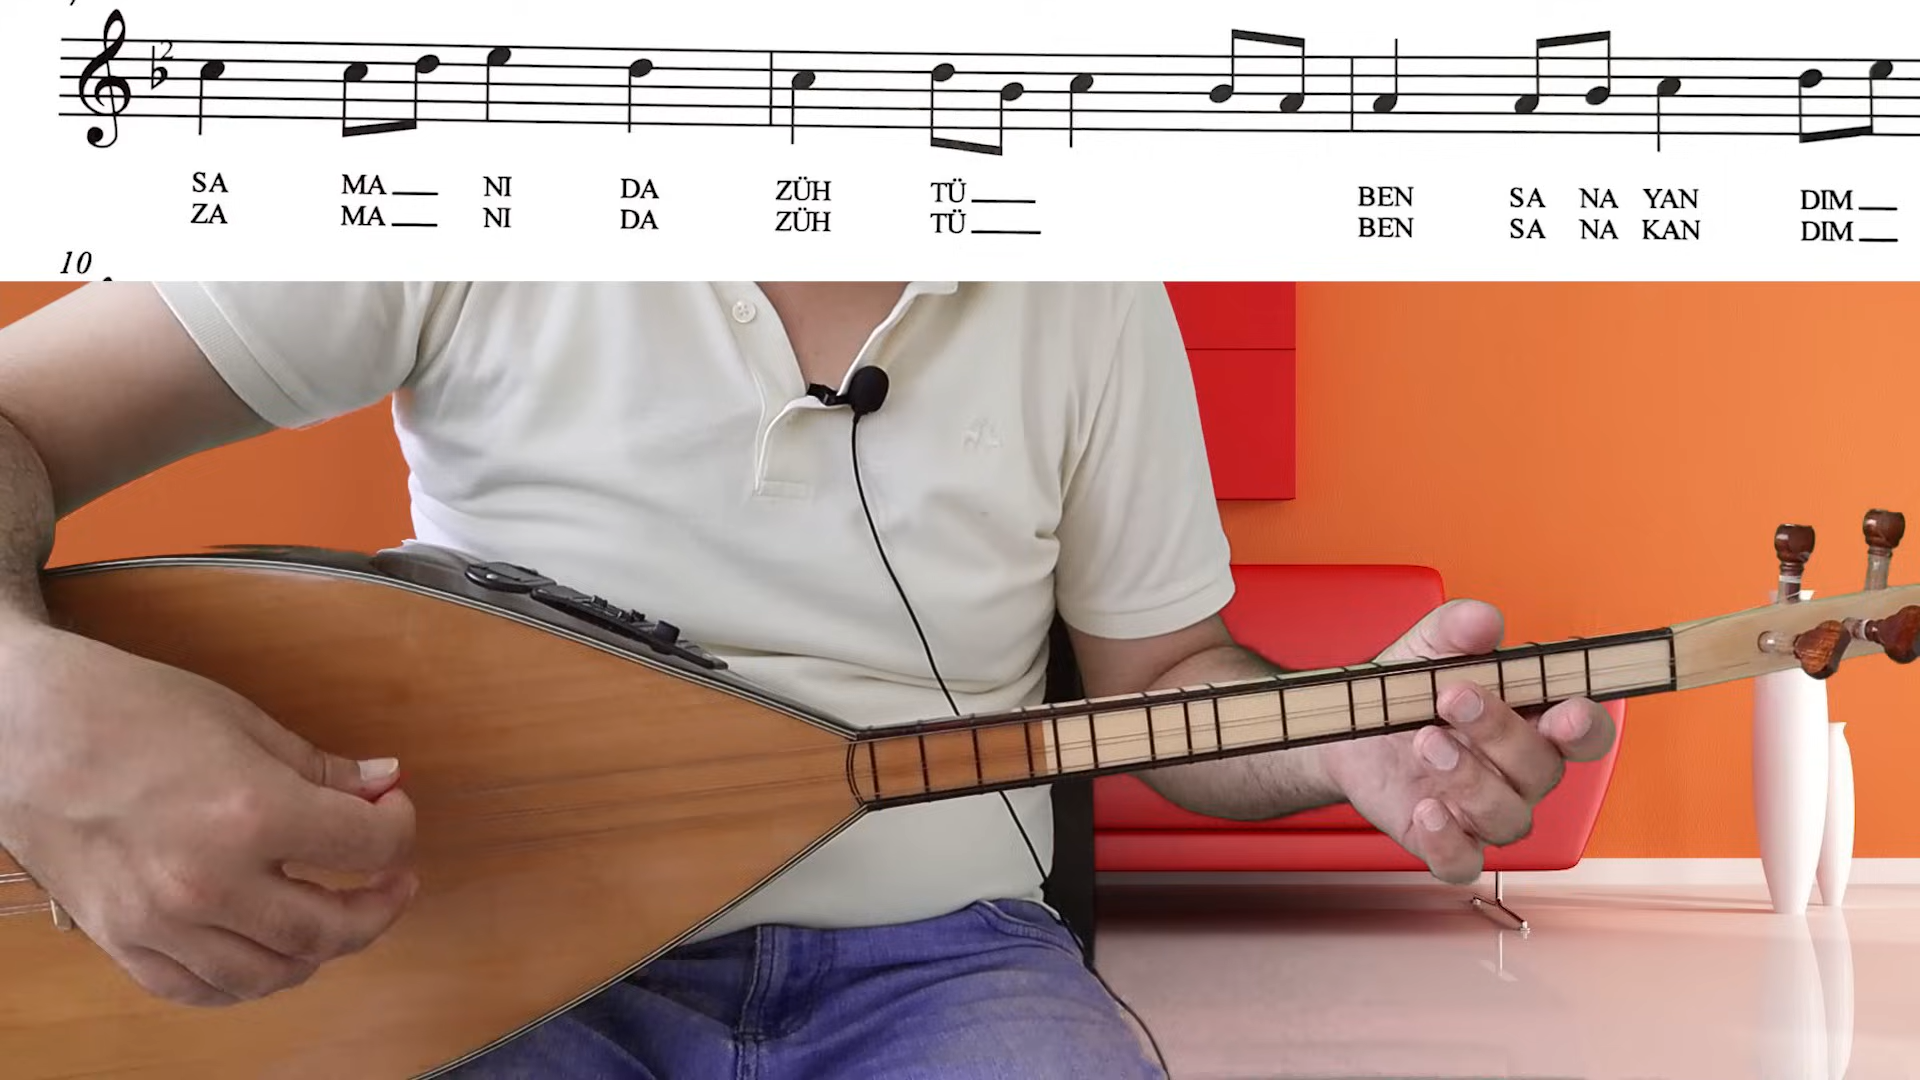 2
SA MA NI DA ZÜH TÜ BEN SA NA YAN DIM
ZA MA NI DA ZÜH TÜ BEN SA NA KAN DIM
10